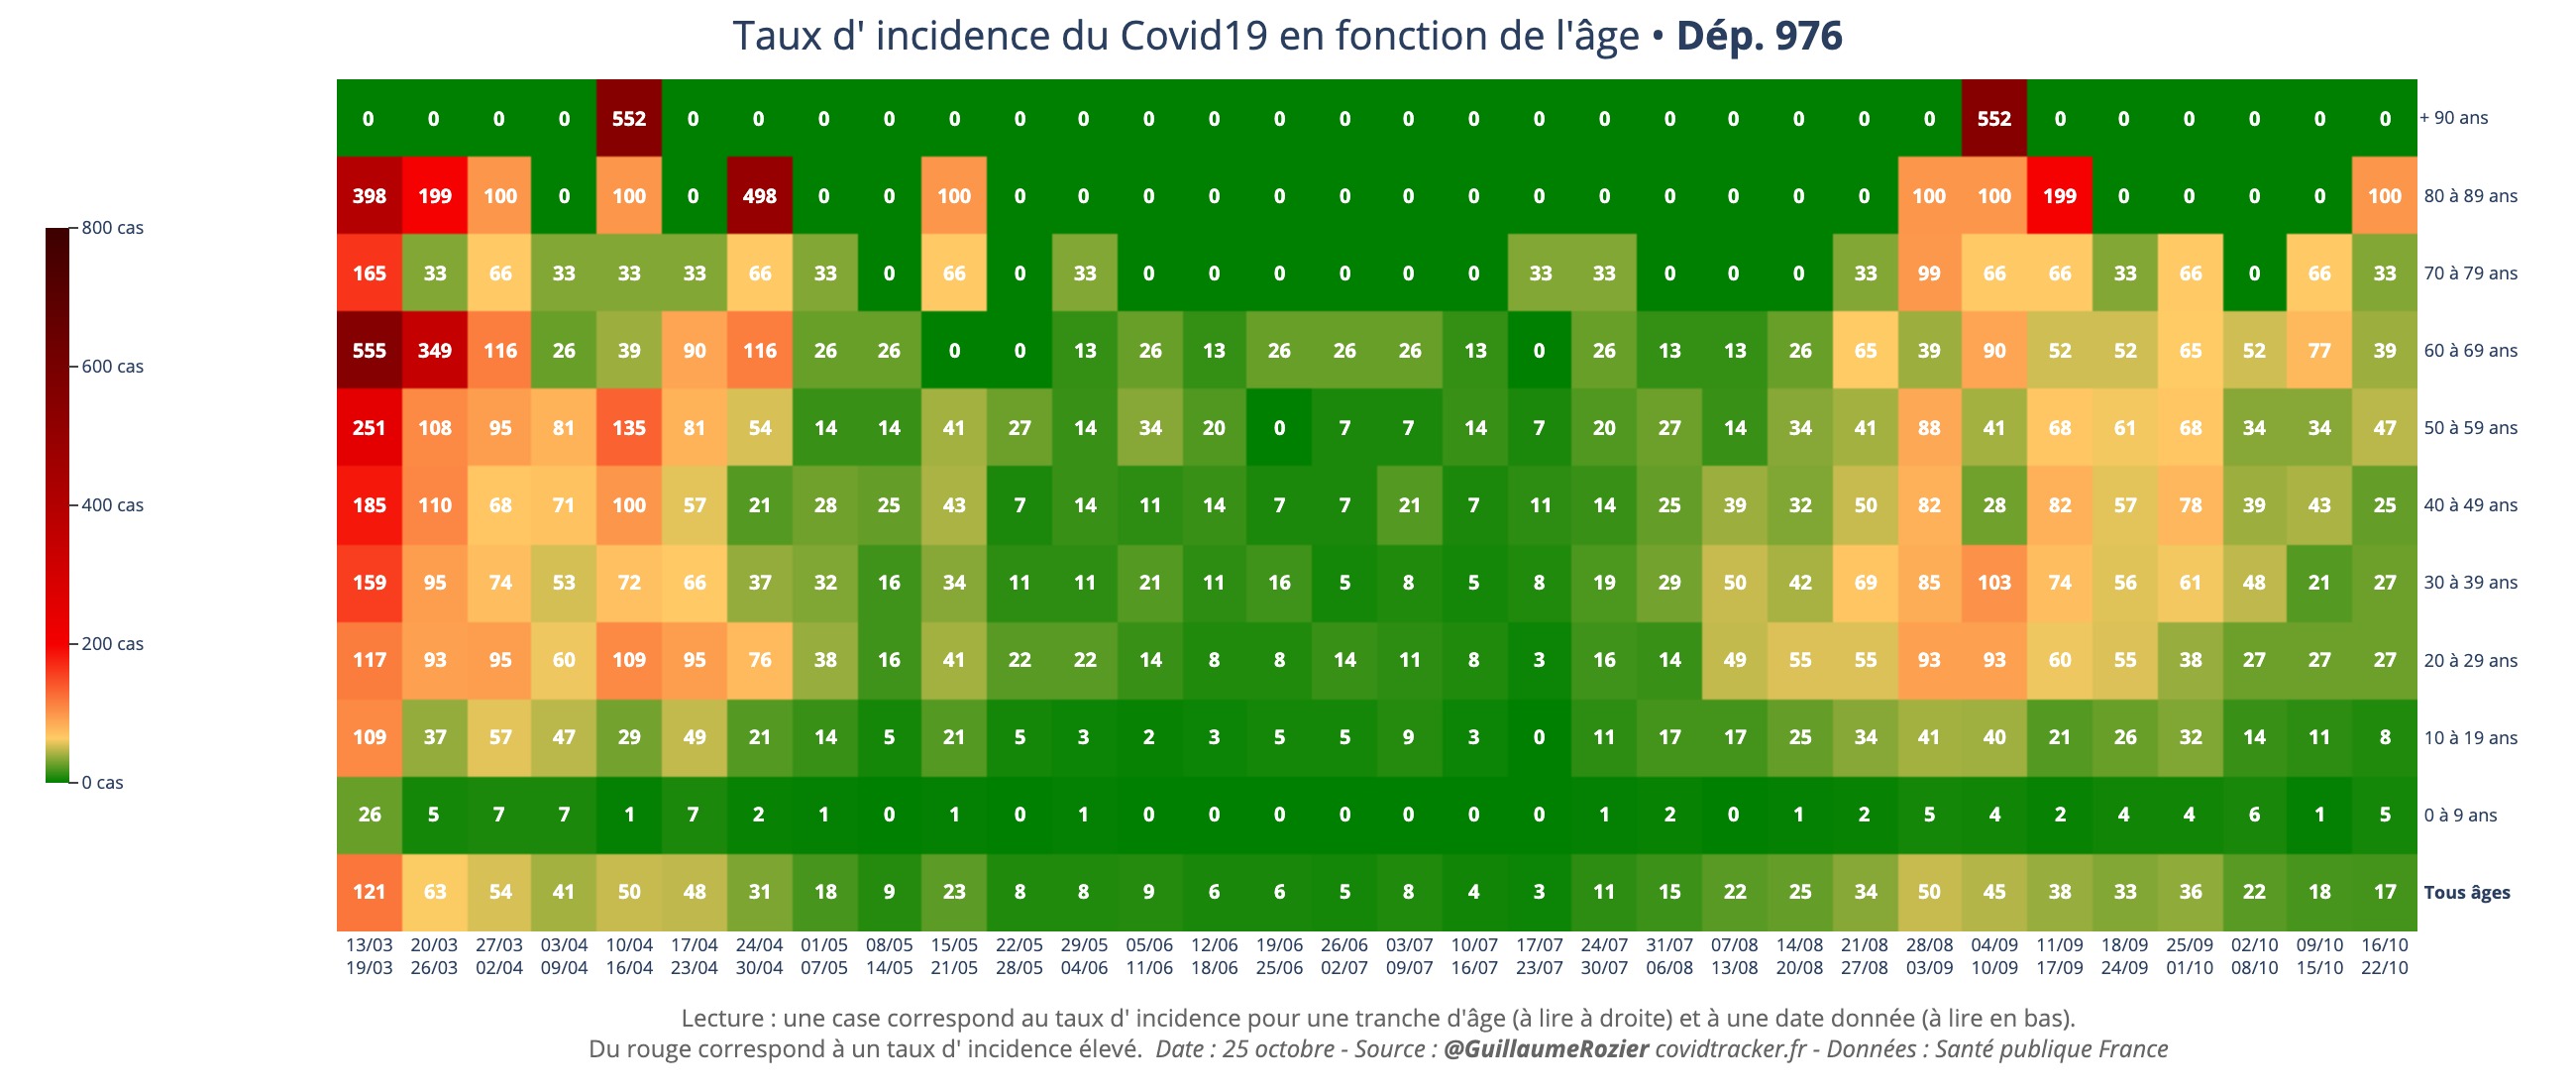 Taux d' incidence du Covid19 en fonction de l'âge • Dép. 976
0 0 0 0 552 0 0 0 0 0 0 0 0 0 0 0 0 0 0 0 0 0 0 0 0 552 0 0 0 0 0 0 + 90 ans
398 199 100 0 100 0 498 0 0 100 0 0 0 0 0 0 0 0 0 0 0 0 0 0 100 100 199 0 0 0 0 100 80 à 89 ans
800 cas
165 33 66 33 33 33 66 33 0 66 0 33 0 0 0 0 0 0 33 33 0 0 0 33 99 66 66 33 66 0 66 33 70 à 79 ans
555 349 116 26 39 90 116 26 26 0 0 13 26 13 26 26 26 13 0 26 13 13 26 65 39 90 52 52 65 52 77 39 60 à 69 ans
600 cas
251 108 95 81 135 81 54 14 14 41 27 14 34 20 0 7 7 14 7 20 27 14 34 41 88 41 68 61 68 34 34 47 50 à 59 ans
400 cas
185 110 68 71 100 57 21 28 25 43 7 14 11 14 7 7 21 7 11 14 25 39 32 50 82 28 82 57 78 39 43 25 40 à 49 ans
159 95 74 53 72 66 37 32 16 34 11 11 21 11 16 5 8 5 8 19 29 50 42 69 85 103 74 56 61 48 21 27 30 à 39 ans
200 cas
117 93 95 60 109 95 76 38 16 41 22 22 14 8 8 14 11 8 3 16 14 49 55 55 93 93 60 55 38 27 27 27 20 à 29 ans
109 37 57 47 29 49 21 14 5 21 5 3 2 3 5 5 9 3 0 11 17 17 25 34 41 40 21 26 32 14 11 8 10 à 19 ans
0 cas
26 5 7 7 1 7 2 1 0 1 0 1 0 0 0 0 0 0 0 1 2 0 1 2 5 4 2 4 4 6 1 5 0 à 9 ans
121 63 54 41 50 48 31 18 9 23 8 8 9 6 6 5 8 4 3 11 15 22 25 34 50 45 38 33 36 22 18 17 Tous âges
13/03 20/03 27/03 03/04 10/04 17/04 24/04 01/05 08/05 15/05 22/05 29/05 05/06 12/06 19/06 26/06 03/07 10/07 17/07 24/07 31/07 07/08 14/08 21/08 28/08 04/09 11/09 18/09 25/09 02/10 09/10 16/10
19/03 26/03 02/04 09/04 16/04 23/04 30/04 07/05 14/05 21/05 28/05 04/06 11/06 18/06 25/06 02/07 09/07 16/07 23/07 30/07 06/08 13/08 20/08 27/08 03/09 10/09 17/09 24/09 01/10 08/10 15/10 22/10
Lecture : une case correspond au taux d' incidence pour une tranche d'âge (à lire à droite) et à une date donnée (à lire en bas).
Du rouge correspond à un taux d' incidence élevé. Date : 25 octobre - Source : @GuillaumeRozier covidtracker.fr - Données : Santé publique France